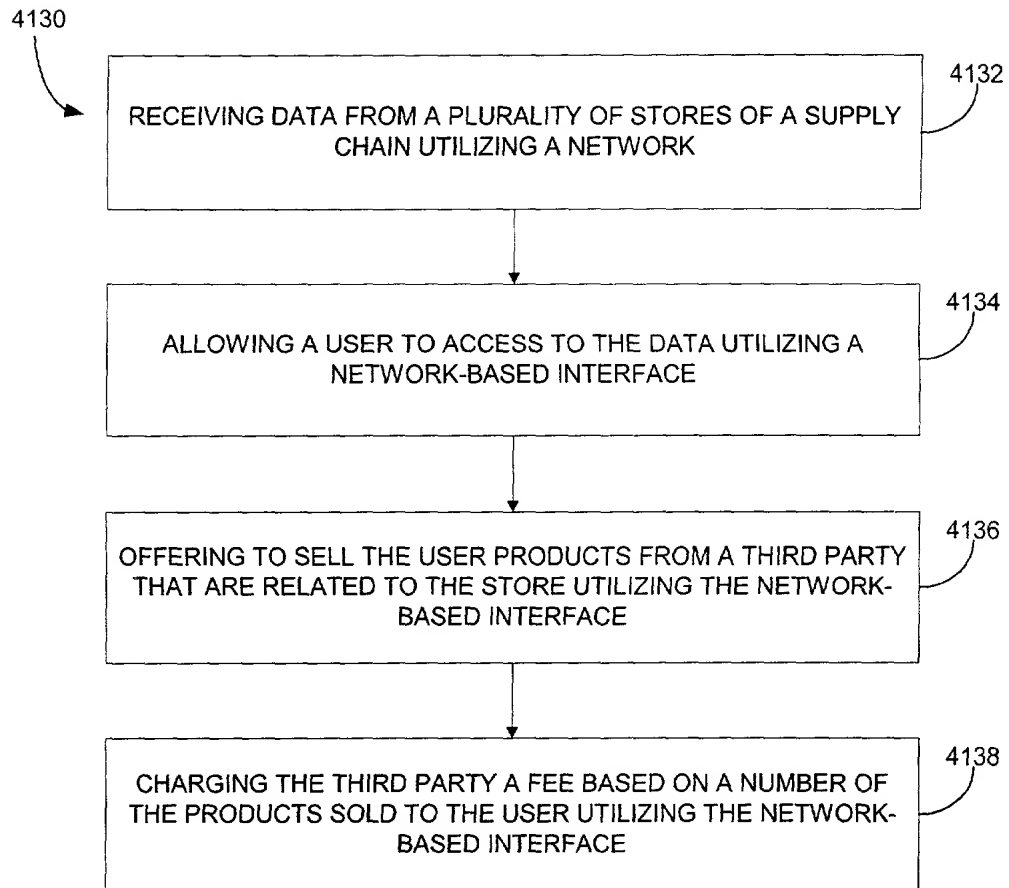 4130
4132
RECEIVING DATA FROM A PLURALITY OF STORES OF A SUPPLY
CHAIN UTILIZING A NETWORK
4134
ALLOWING A USER TO ACCESS TO THE DATA UTILIZING A
NETWORK-BASED INTERFACE
4136
OFFERING TO SELL THE USER PRODUCTS FROM A THIRD PARTY
THAT ARE RELATED TO THE STORE UTILIZING THE NETWORK-
BASED INTERFACE
4138
CHARGING THE THIRD PARTY A FEE BASED ON A NUMBER OF
THE PRODUCTS SOLD TO THE USER UTILIZING THE NETWORK-
BASED INTERFACE